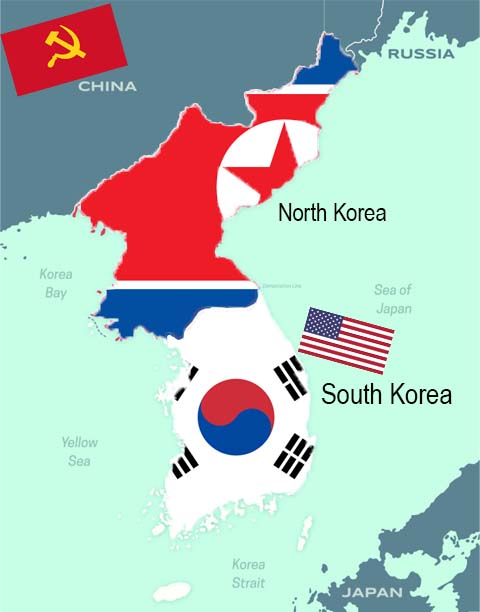 RUSSIA
CHINA
North Korea
Korea
Bay
Demarcation Line
Sea of
Japan
South Korea
Yellow
Sea
Korea
Strait
JAPAN